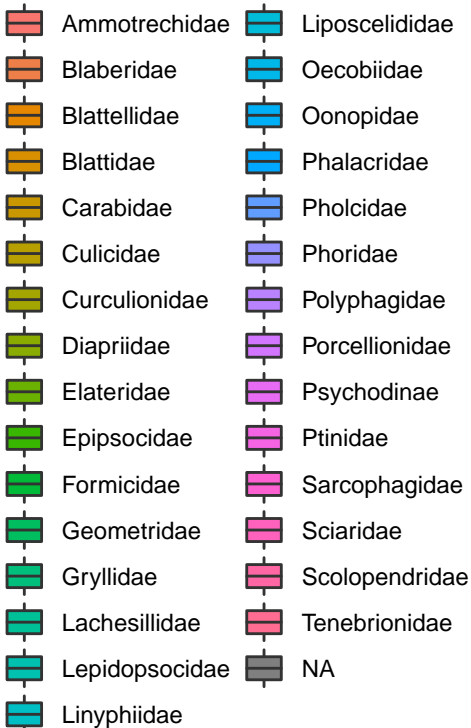 Ammotrechidae
Blaberidae
Blattellidae
Blattidae
Carabidae
Culicidae
Curculionidae
Diapriidae
Elateridae
Epipsocidae
Formicidae
Geometridae
Gryllidae
Lachesillidae
Lepidopsocidae
Linyphiidae
Liposcelididae
Oecobiidae
Oonopidae
Phalacridae
Pholcidae
Phoridae
Polyphagidae
Porcellionidae
Psychodinae
Ptinidae
Sarcophagidae
Sciaridae
Scolopendridae
Tenebrionidae
NA